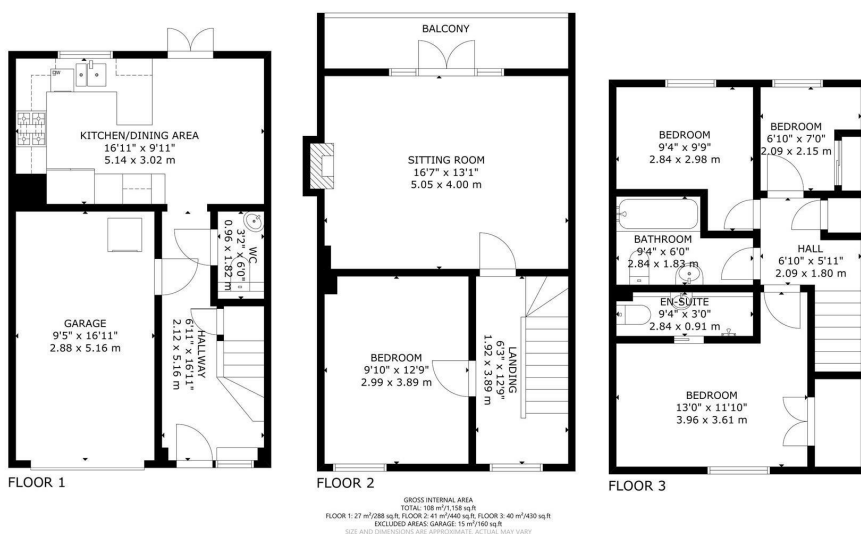 BALCONY
KITCHEN/DINING AREA
16'11" x 9'11"
5.14 x 3.02 m
gw
SITTING ROOM
16'7" x 13'1"
5.05 x 4.00 m
BEDROOM
9'4" x 9'9"
2.84 x 2.98 m
BEDROOM
6'10" x 7'0"
2.09 x 2.15 m
WC
3'2" x 6'0"
0.96 x 1.82 m
BATHROOM
9'4" x 6'0"
2.84 x 1.83 m
HALL
6'10" x 5'11"
2.09 x 1.80 m
EN-SUITE
9'4" x 3'0"
2.84 x 0.91 m
GARAGE
9'5" x 16'11"
2.88 x 5.16 m
HALLWAY
6'11" x 16'11"
2.12 x 5.16 m
BEDROOM
9'10" x 12'9"
2.99 x 3.89 m
LANDING
6'3" x 12'9"
1.92 x 3.89 m
BEDROOM
13'0" x 11'10"
3.96 x 3.61 m
FLOOR 1
FLOOR 2
FLOOR 3
GROSS INTERNAL AREA
TOTAL: 108 m²/1,158 sq.ft
FLOOR 1: 27 m²/288 sq.ft, FLOOR 2: 41 m²/440 sq.ft, FLOOR 3: 40 m²/430 sq.ft
EXCLUDED AREAS: GARAGE: 15 m²/160 sq.ft
SIZE AND DIMENSIONS ARE APPROXIMATE, ACTUAL MAY VARY